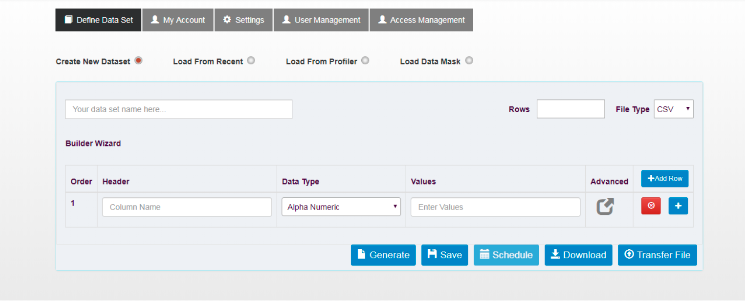 Define Data Set My Account Settings User Management Access Management
Create New Dataset Load From Recent Load From Profiler Load Data Mask
Your data set name here... Rows File Type CSV
Builder Wizard
Order Header Data Type Values Advanced +Add Row
1 Column Name Alpha Numeric Enter Values
Generate Save Schedule Download Transfer File